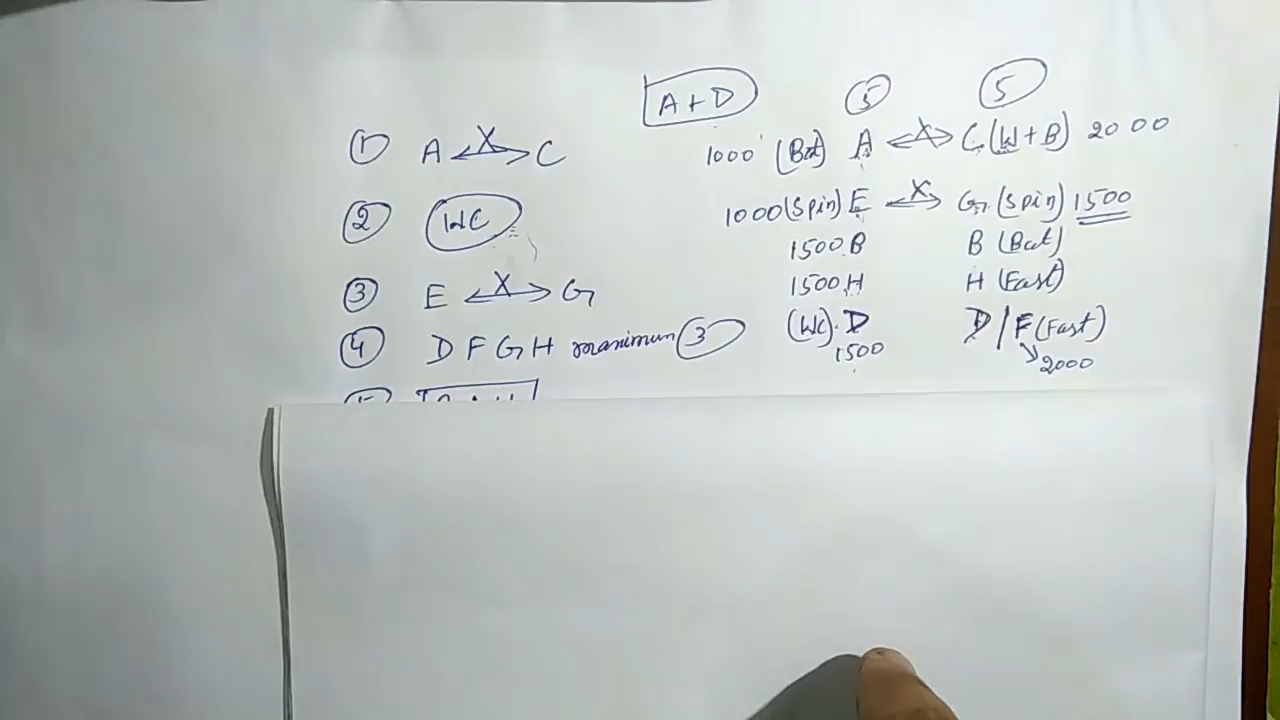 ① A ↔ C
② WC
③ E ↔ G
④ D F G H maximum ③
A + D
⑤ ⑤
1000 (Bat) A ↔ C (W + B) 2000
1000 (Spin) E ↔ G (Spin) 1500
1500 B B (Bat)
1500 H H (Fast)
(WC) D D / F (Fast)
1500 2000